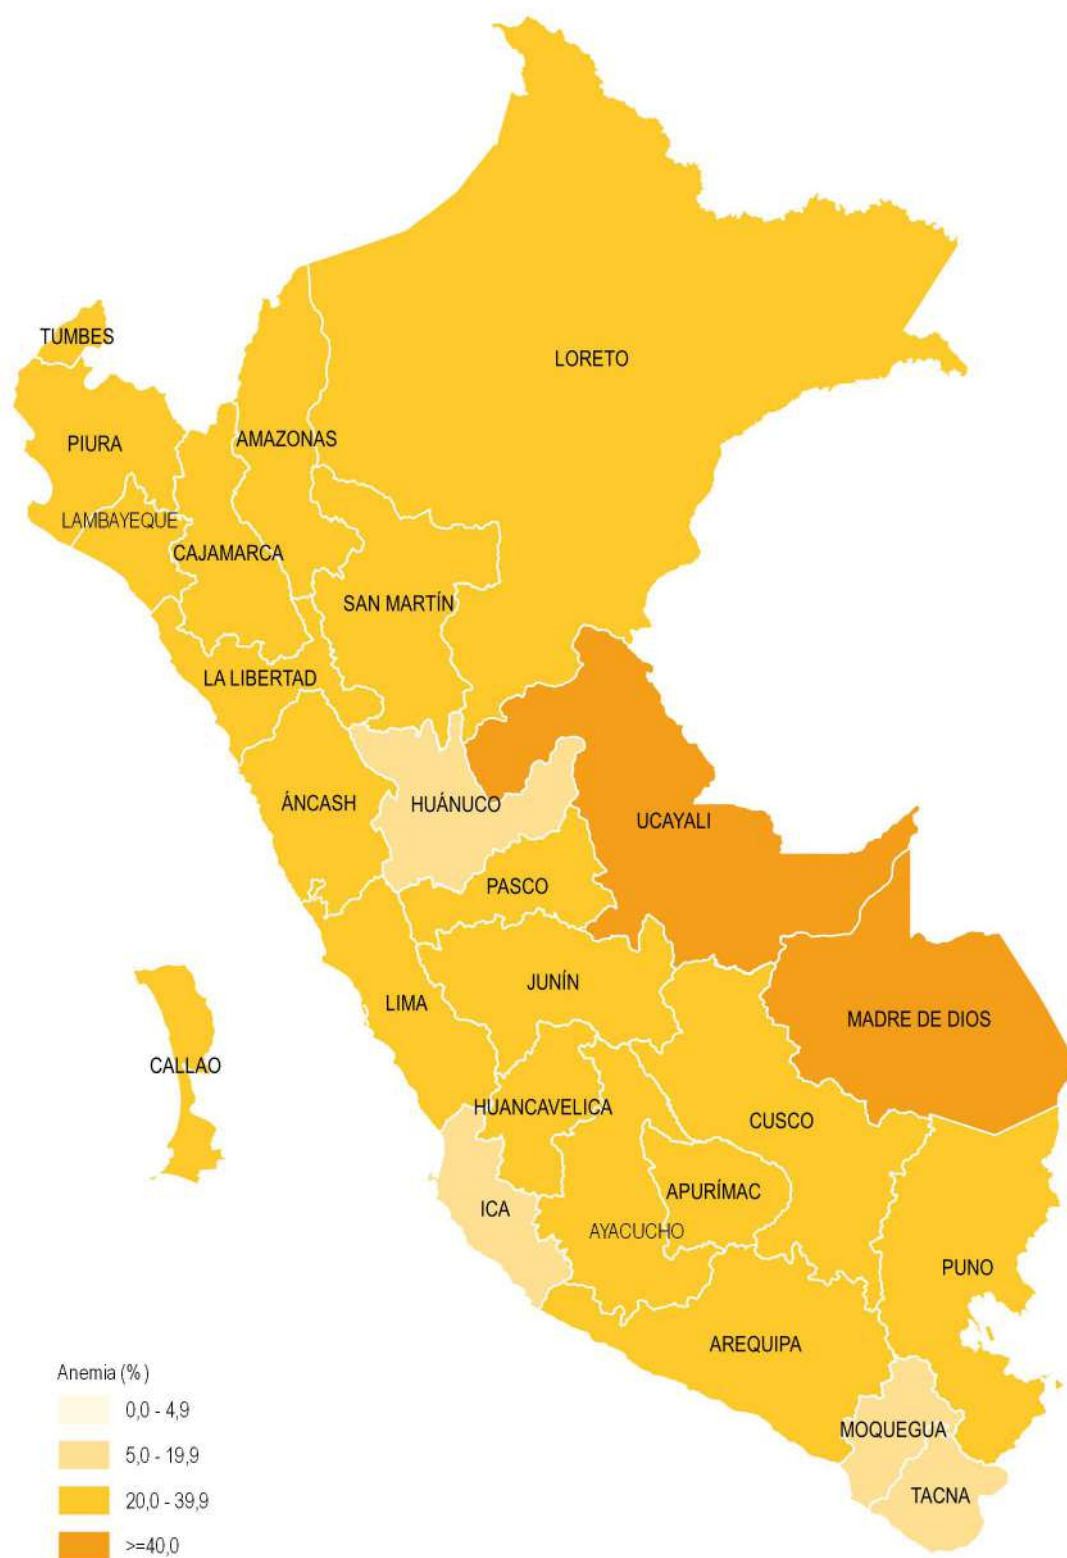 TUMBES
LORETO
PIURA
AMAZONAS
LAMBAYEQUE
CAJAMARCA
SAN MARTÍN
LA LIBERTAD
ÁNCASH
HUÁNUCO
UCAYALI
PASCO
JUNÍN
LIMA
MADRE DE DIOS
CALLAO
HUANCAVELICA
CUSCO
APURÍMAC
ICA
AYACUCHO
PUNO
AREQUIPA
MOQUEGUA
TACNA
Anemia (%)
0,0 - 4,9
5,0 - 19,9
20,0 - 39,9
>=40,0